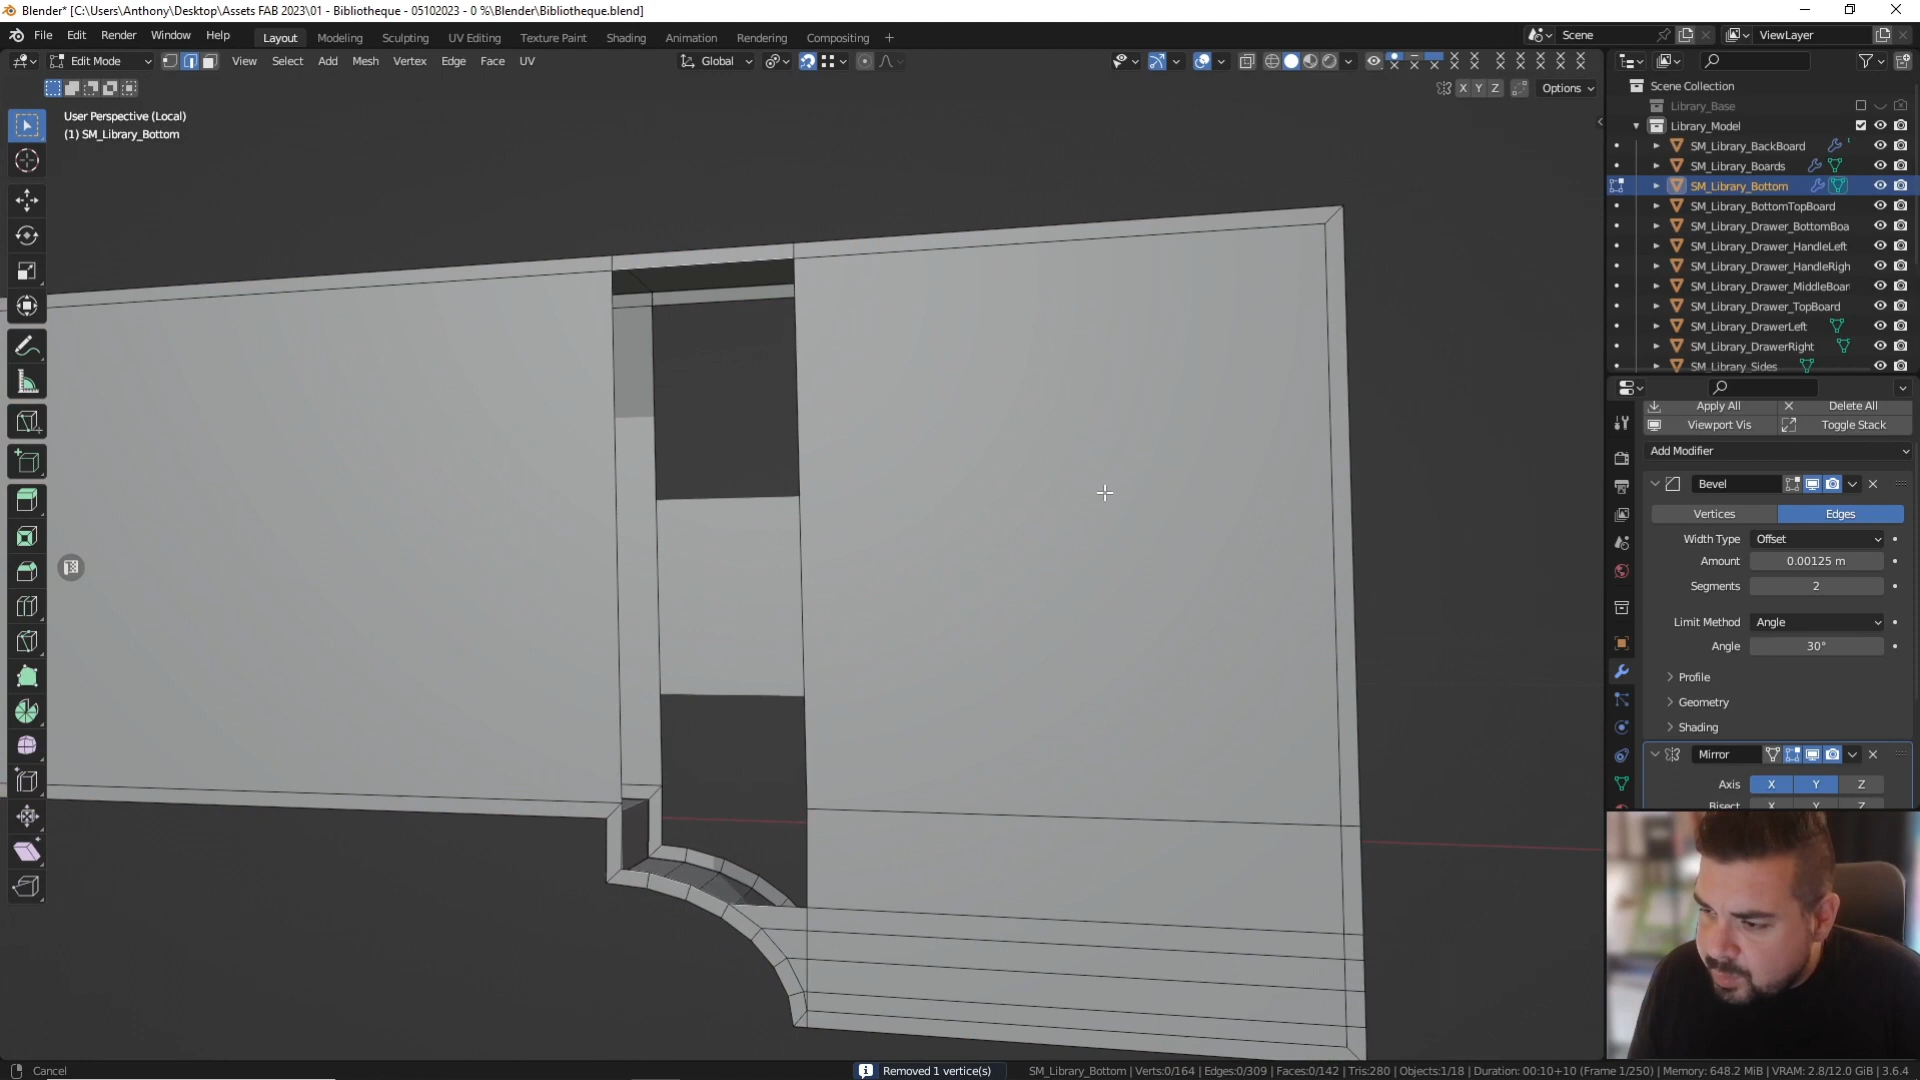 Blender* [C:\Users\Anthony\Desktop\Assets FAB 2023\01 - Bibliotheque - 05102023 - 0 %\Blender\Bibliotheque.blend]
File Edit Render Window Help Layout Modeling Sculpting UV Editing Texture Paint Shading Animation Rendering Compositing + Scene ViewLayer
Edit Mode View Select Add Mesh Vertex Edge Face UV Global
X Y Z Options
User Perspective (Local)
(1) SM_Library_Bottom
Scene Collection
Library_Base
Library_Model
SM_Library_BackBoard
SM_Library_Boards
SM_Library_Bottom
SM_Library_BottomTopBoard
SM_Library_Drawer_BottomBoa
SM_Library_Drawer_HandleLeft
SM_Library_Drawer_HandleRigh
SM_Library_Drawer_MiddleBoar
SM_Library_Drawer_TopBoard
SM_Library_DrawerLeft
SM_Library_DrawerRight
SM_Library_Sides
Apply All Delete All
Viewport Vis Toggle Stack
Add Modifier
Bevel
Vertices Edges
Width Type Offset
Amount 0.00125 m
Segments 2
Limit Method Angle
Angle 30°
Profile
Geometry
Shading
Mirror
Axis X Y Z
Bisect X Y Z
Cancel Removed 1 vertice(s) SM_Library_Bottom | Verts:0/164 | Edges:0/309 | Faces:0/142 | Tris:280 | Objects:1/18 | Duration: 00:10+10 (Frame 1/250) | Memory: 648.2 MiB | VRAM: 2.8/12.0 GiB | 3.6.4